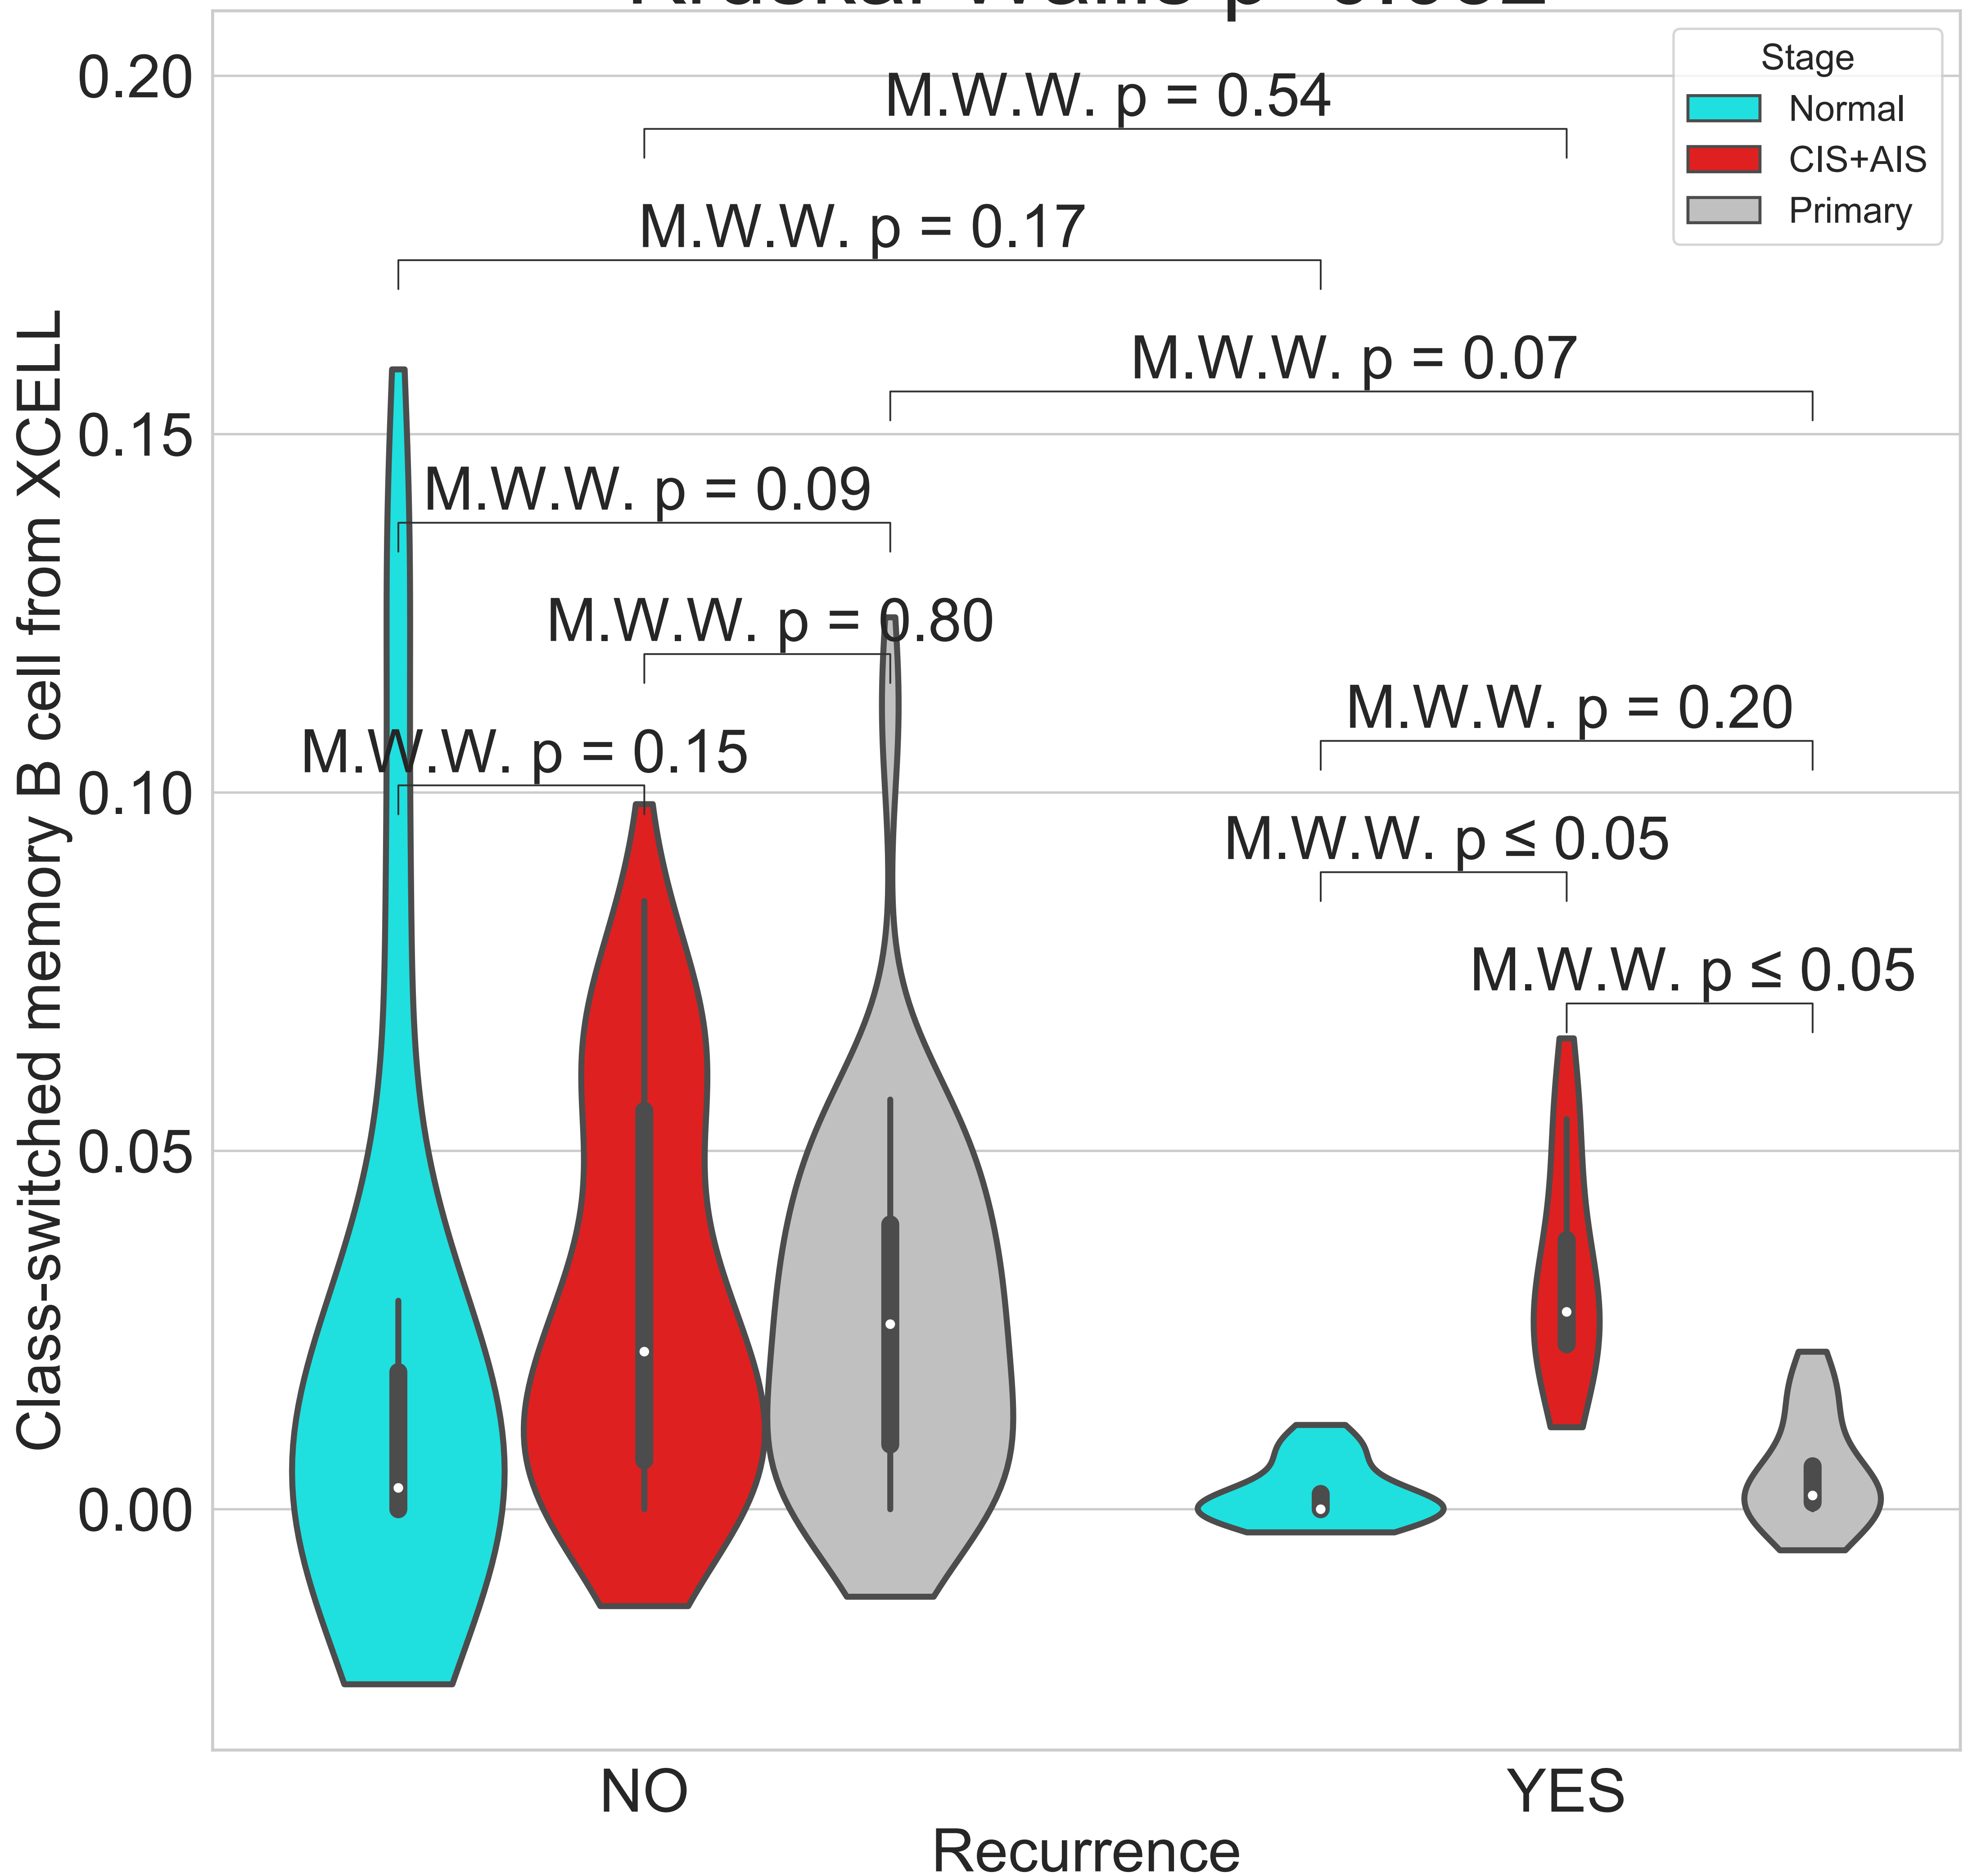 Stage
Normal
CIS+AIS
Primary
0.20
0.15
0.10
0.05
0.00
Class-switched memory B cell from XCELL
M.W.W. p = 0.54
M.W.W. p = 0.17
M.W.W. p = 0.07
M.W.W. p = 0.09
M.W.W. p = 0.80
M.W.W. p = 0.20
M.W.W. p = 0.15
M.W.W. p ≤ 0.05
M.W.W. p ≤ 0.05
NO
YES
Recurrence